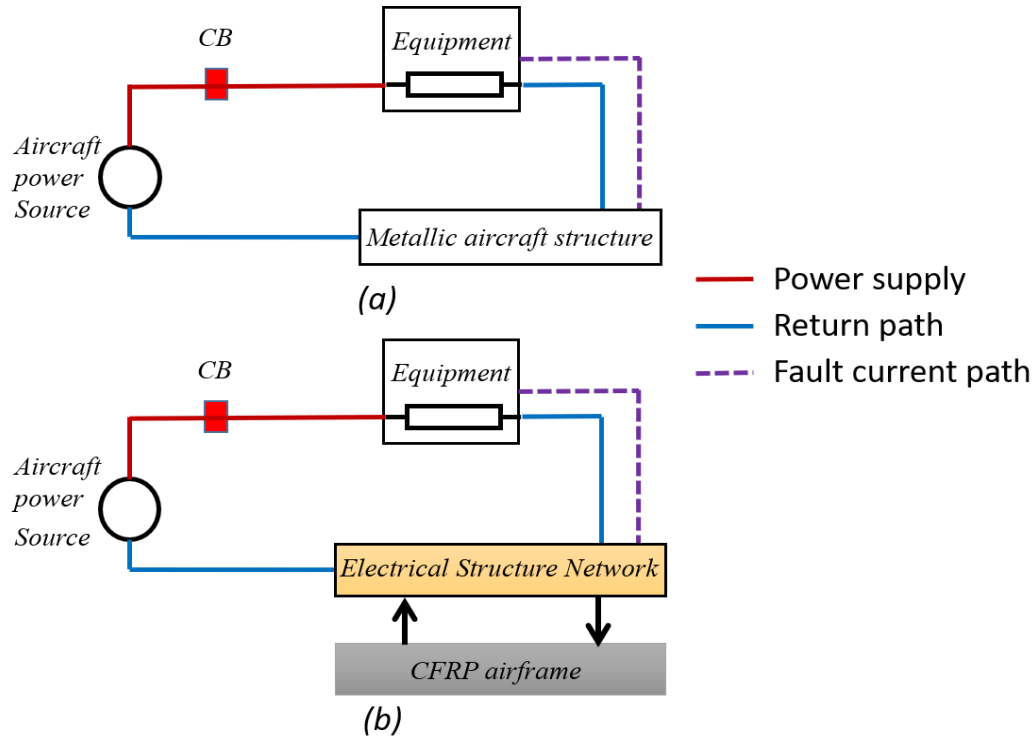 CB
Equipment
Aircraft
power
Source
Metallic aircraft structure
(a)
Power supply
Return path
Fault current path
CB
Equipment
Aircraft
power
Source
Electrical Structure Network
CFRP airframe
(b)